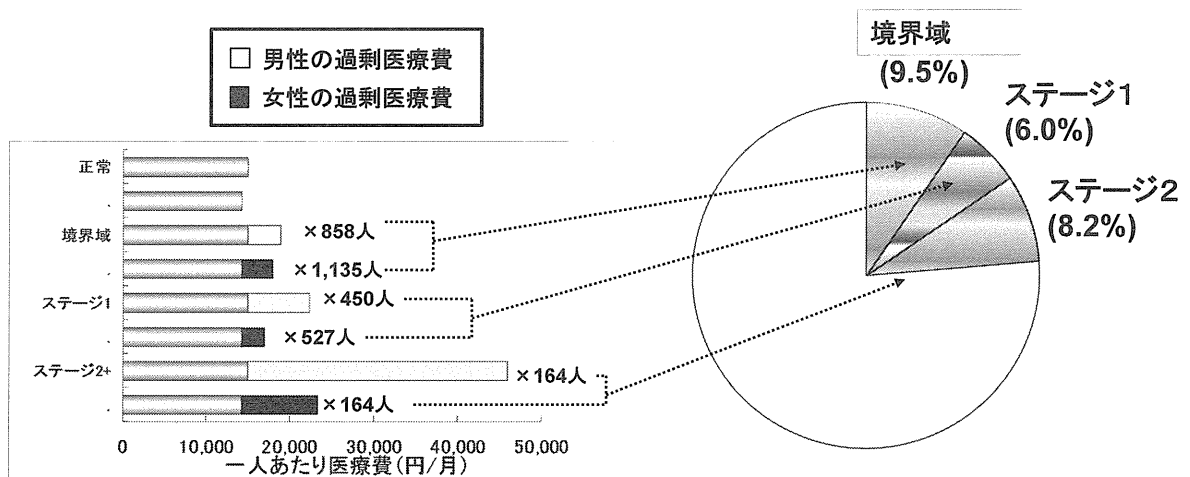 □ 男性の過剰医療費
■ 女性の過剰医療費
正常
.
境界域
.
ステージ1
.
ステージ2+
.
×858人
×1,135人
×450人
×527人
×164人
×164人
0 10,000 20,000 30,000 40,000 50,000
一人あたり医療費(円/月)
境界域
(9.5%)
ステージ1
(6.0%)
ステージ2
(8.2%)